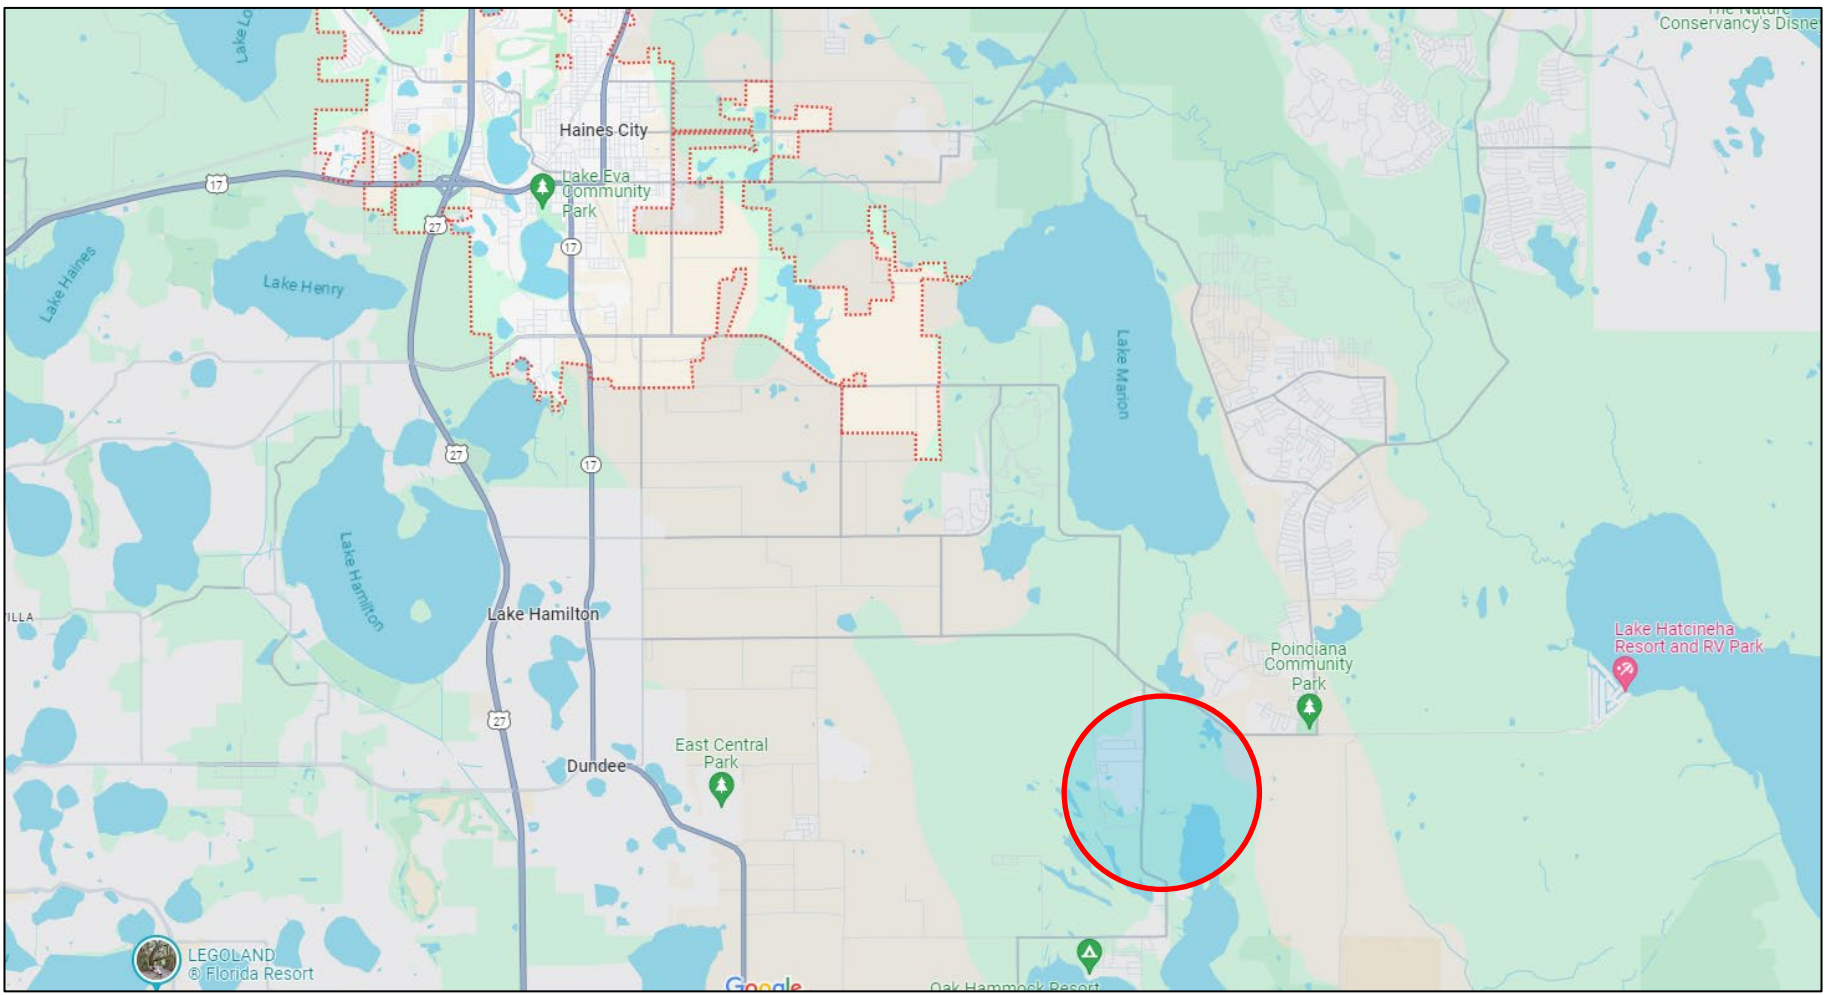 The Nature
Conservancy's Disne
Lake Lo
Haines City
Lake Eva
Community
Park
17
27
17
Lake Haines
Lake Henry
Lake Marion
27
17
Lake Hamilton
Lake Hamilton
ILLA
Lake Hatcineha
Resort and RV Park
Poinciana
Community
Park
27
East Central
Park
Dundee
LEGOLAND
® Florida Resort
Google
Oak Hammock Resort